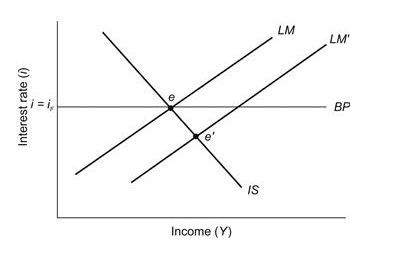 LM
LM'
Interest rate (i)
i = iF
e
BP
e'
IS
Income (Y)